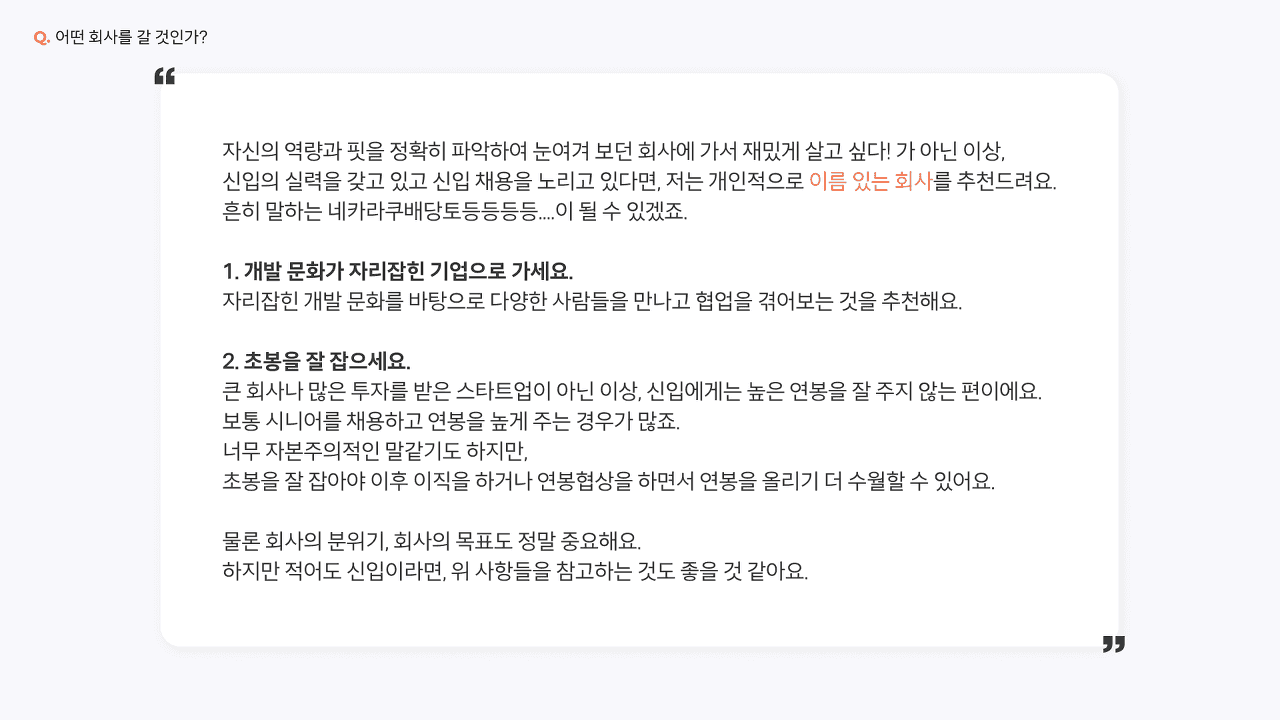 Q. 어떤 회사를 갈 것인가?
❝
자신의 역량과 핏을 정확히 파악하여 눈여겨 보던 회사에 가서 재밌게 살고 싶다! 가 아닌 이상,
신입의 실력을 갖고 있고 신입 채용을 노리고 있다면, 저는 개인적으로 이름 있는 회사를 추천드려요.
흔히 말하는 네카라쿠배당토등등등등....이 될 수 있겠죠.
1. 개발 문화가 자리잡힌 기업으로 가세요.
자리잡힌 개발 문화를 바탕으로 다양한 사람들을 만나고 협업을 겪어보는 것을 추천해요.
2. 초봉을 잘 잡으세요.
큰 회사나 많은 투자를 받은 스타트업이 아닌 이상, 신입에게는 높은 연봉을 잘 주지 않는 편이에요.
보통 시니어를 채용하고 연봉을 높게 주는 경우가 많죠.
너무 자본주의적인 말같기도 하지만,
초봉을 잘 잡아야 이후 이직을 하거나 연봉협상을 하면서 연봉을 올리기 더 수월할 수 있어요.
물론 회사의 분위기, 회사의 목표도 정말 중요해요.
하지만 적어도 신입이라면, 위 사항들을 참고하는 것도 좋을 것 같아요.
❞